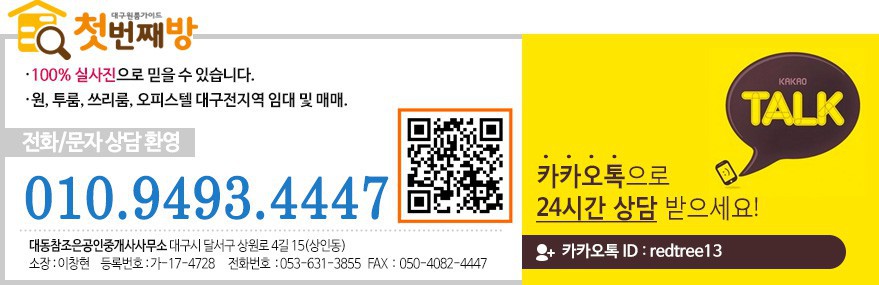 대구원룸가이드
첫번째방
·100% 실사진으로 믿을 수 있습니다.
·원, 투룸, 쓰리룸, 오피스텔 대구전지역 임대 및 매매.
전화/문자 상담 환영
010.9493.4447
대동참조은공인중개사사무소 대구시 달서구 상원로 4길 15(상인동)
소장 : 이창현 등록번호 : 가-17-4728 전화번호 : 053-631-3855 FAX : 050-4082-4447
KAKAO
TALK
카카오톡으로
24시간 상담 받으세요!
카카오톡 ID : redtree13